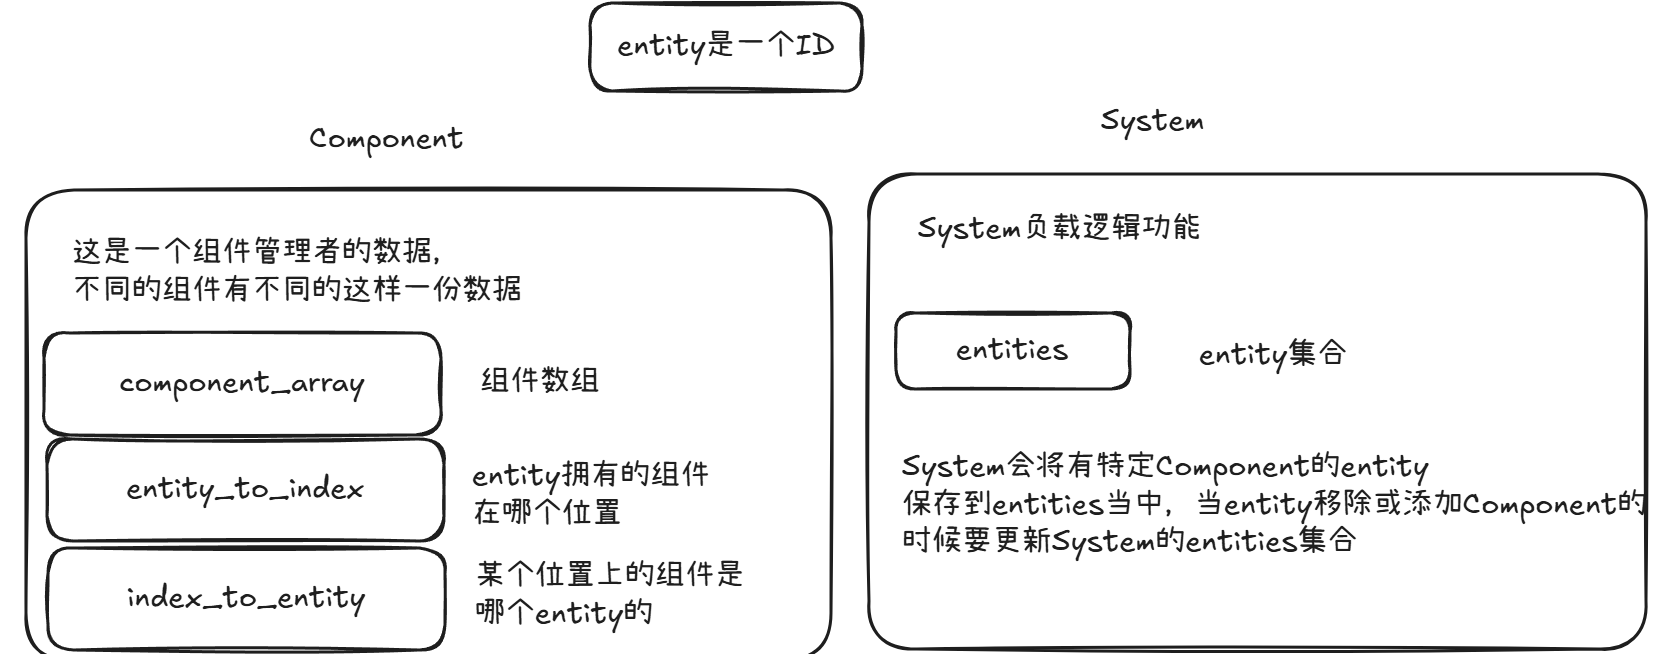 entity是一个ID
Component
这是一个组件管理者的数据,
不同的组件有不同的这样一份数据
component_array
组件数组
entity_to_index
entity拥有的组件
在哪个位置
index_to_entity
某个位置上的组件是
哪个entity的
System
System负载逻辑功能
entities
entity集合
System会将有特定Component的entity
保存到entities当中，当entity移除或添加Component的
时候要更新System的entities集合